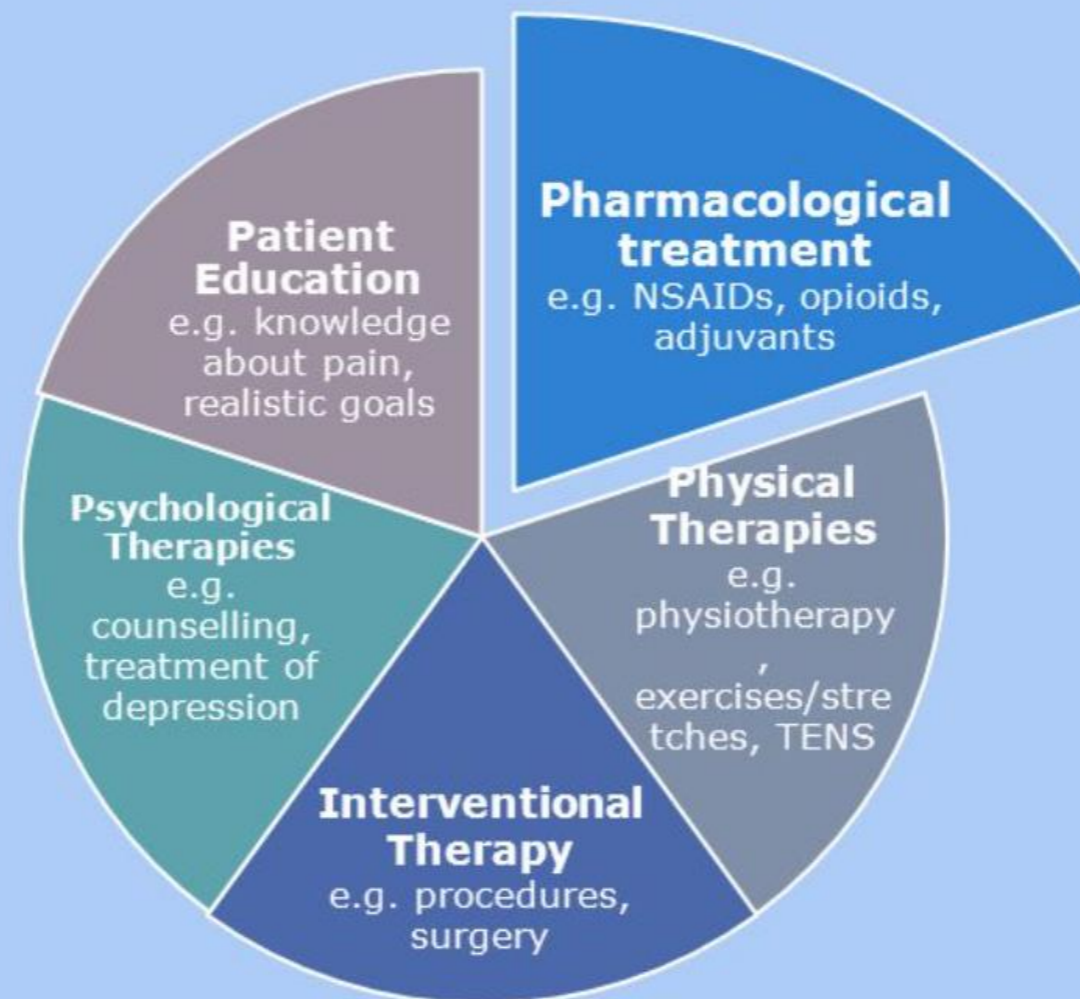 Pharmacological
treatment
e.g. NSAIDs, opioids,
adjuvants
Physical
Therapies
e.g.
physiotherapy
,
exercises/stre
tches, TENS
Interventional
Therapy
e.g. procedures,
surgery
Psychological
Therapies
e.g.
counselling,
treatment of
depression
Patient
Education
e.g. knowledge
about pain,
realistic goals